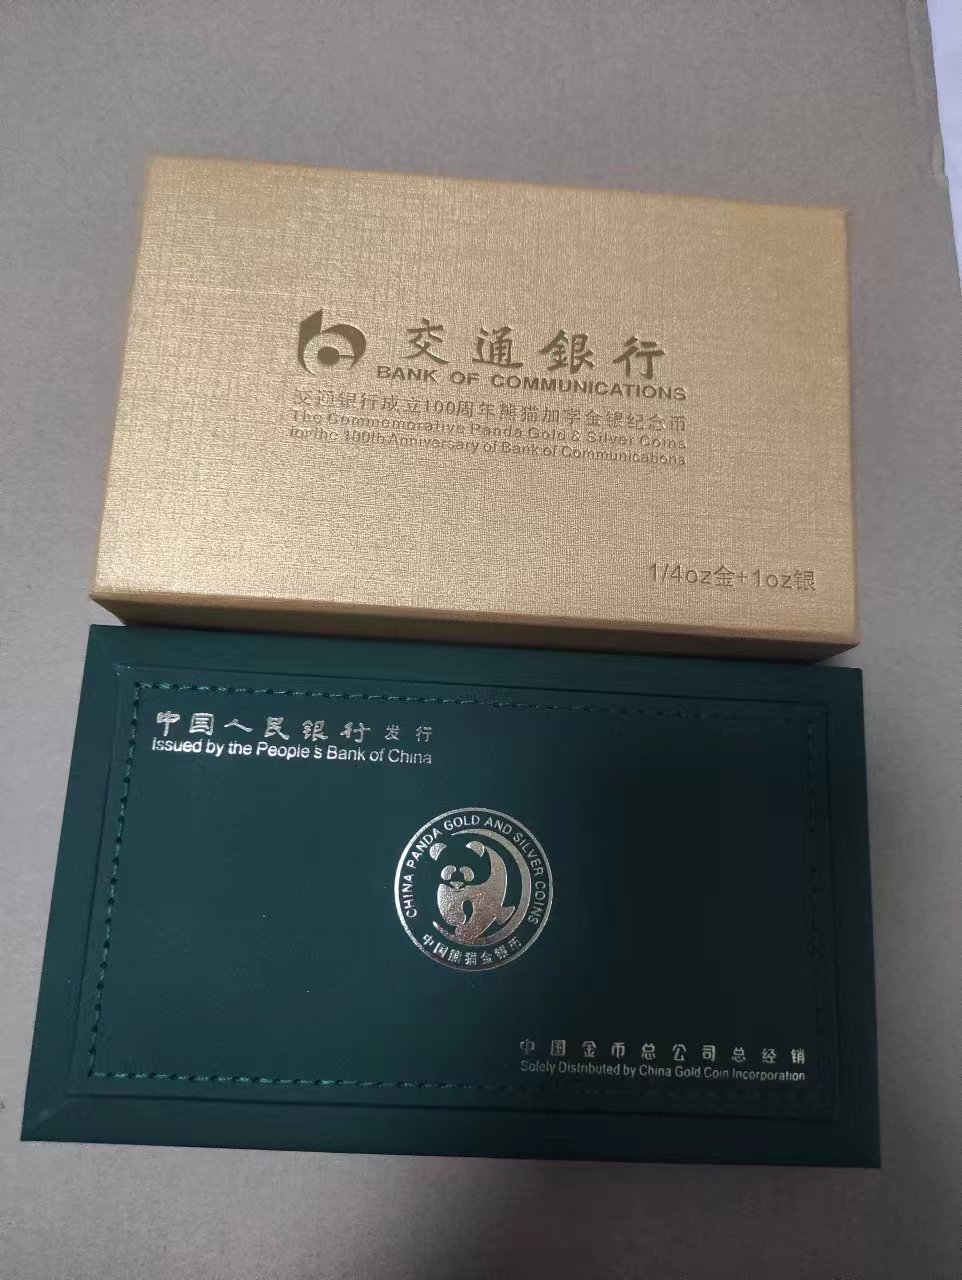 交通銀行
BANK OF COMMUNICATIONS
交通银行成立100周年熊猫加字金银纪念币
The Commemorative Panda Gold & Silver Coins
for the 100th Anniversary of Bank of Communications
1/4oz金+1oz银
中国人民银行发行
Issued by the People's Bank of China
CHINA PANDA GOLD AND SILVER COINS
中国熊猫金银币
中国金币总公司总经销
Solely Distributed by China Gold Coin Incorporation